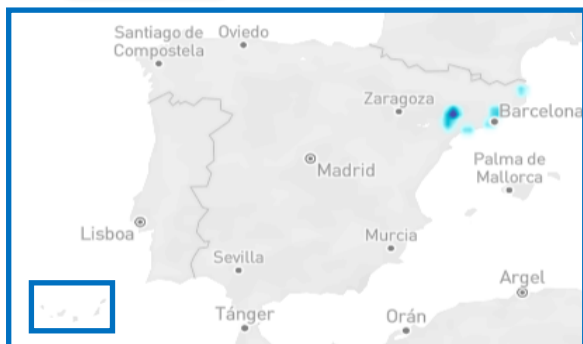 Santiago de
Compostela
Oviedo
Zaragoza
Barcelona
Madrid
Palma de
Mallorca
Lisboa
Murcia
Sevilla
Argel
Tánger
Orán